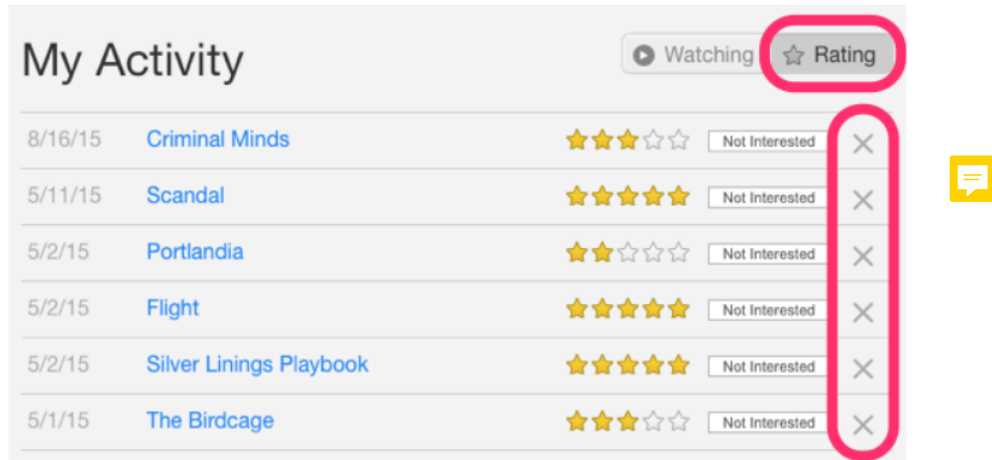 My Activity Watching Rating
8/16/15 Criminal Minds Not Interested
5/11/15 Scandal Not Interested
5/2/15 Portlandia Not Interested
5/2/15 Flight Not Interested
5/2/15 Silver Linings Playbook Not Interested
5/1/15 The Birdcage Not Interested